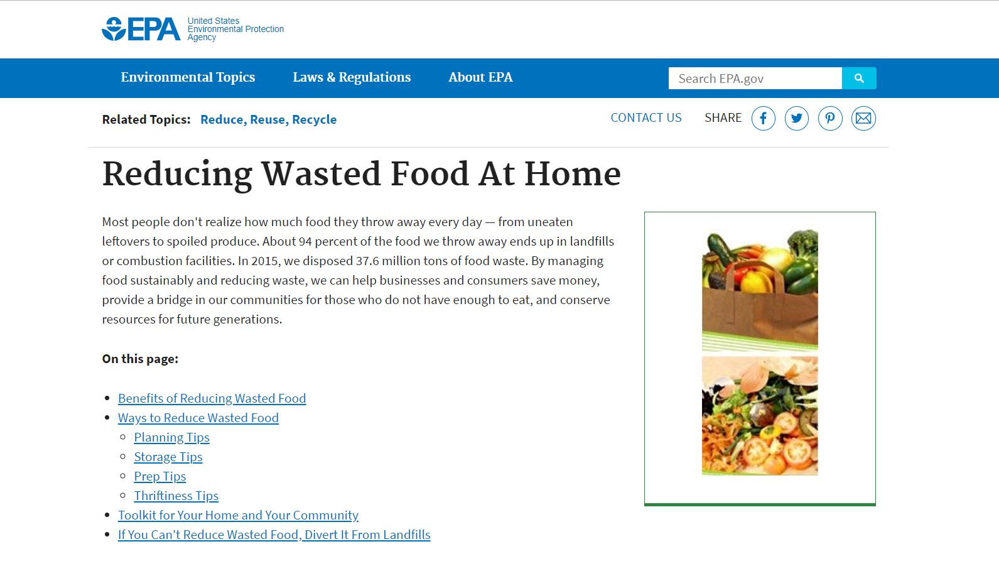 EPA
United States
Environmental Protection
Agency
Environmental Topics
Laws & Regulations
About EPA
Search EPA.gov
Related Topics: Reduce, Reuse, Recycle
CONTACT US
SHARE
Reducing Wasted Food At Home
Most people don't realize how much food they throw away every day — from uneaten
leftovers to spoiled produce. About 94 percent of the food we throw away ends up in landfills
or combustion facilities. In 2015, we disposed 37.6 million tons of food waste. By managing
food sustainably and reducing waste, we can help businesses and consumers save money,
provide a bridge in our communities for those who do not have enough to eat, and conserve
resources for future generations.
On this page:
Benefits of Reducing Wasted Food
Ways to Reduce Wasted Food
Planning Tips
Storage Tips
Prep Tips
Thriftiness Tips
Toolkit for Your Home and Your Community
If You Can't Reduce Wasted Food, Divert It From Landfills